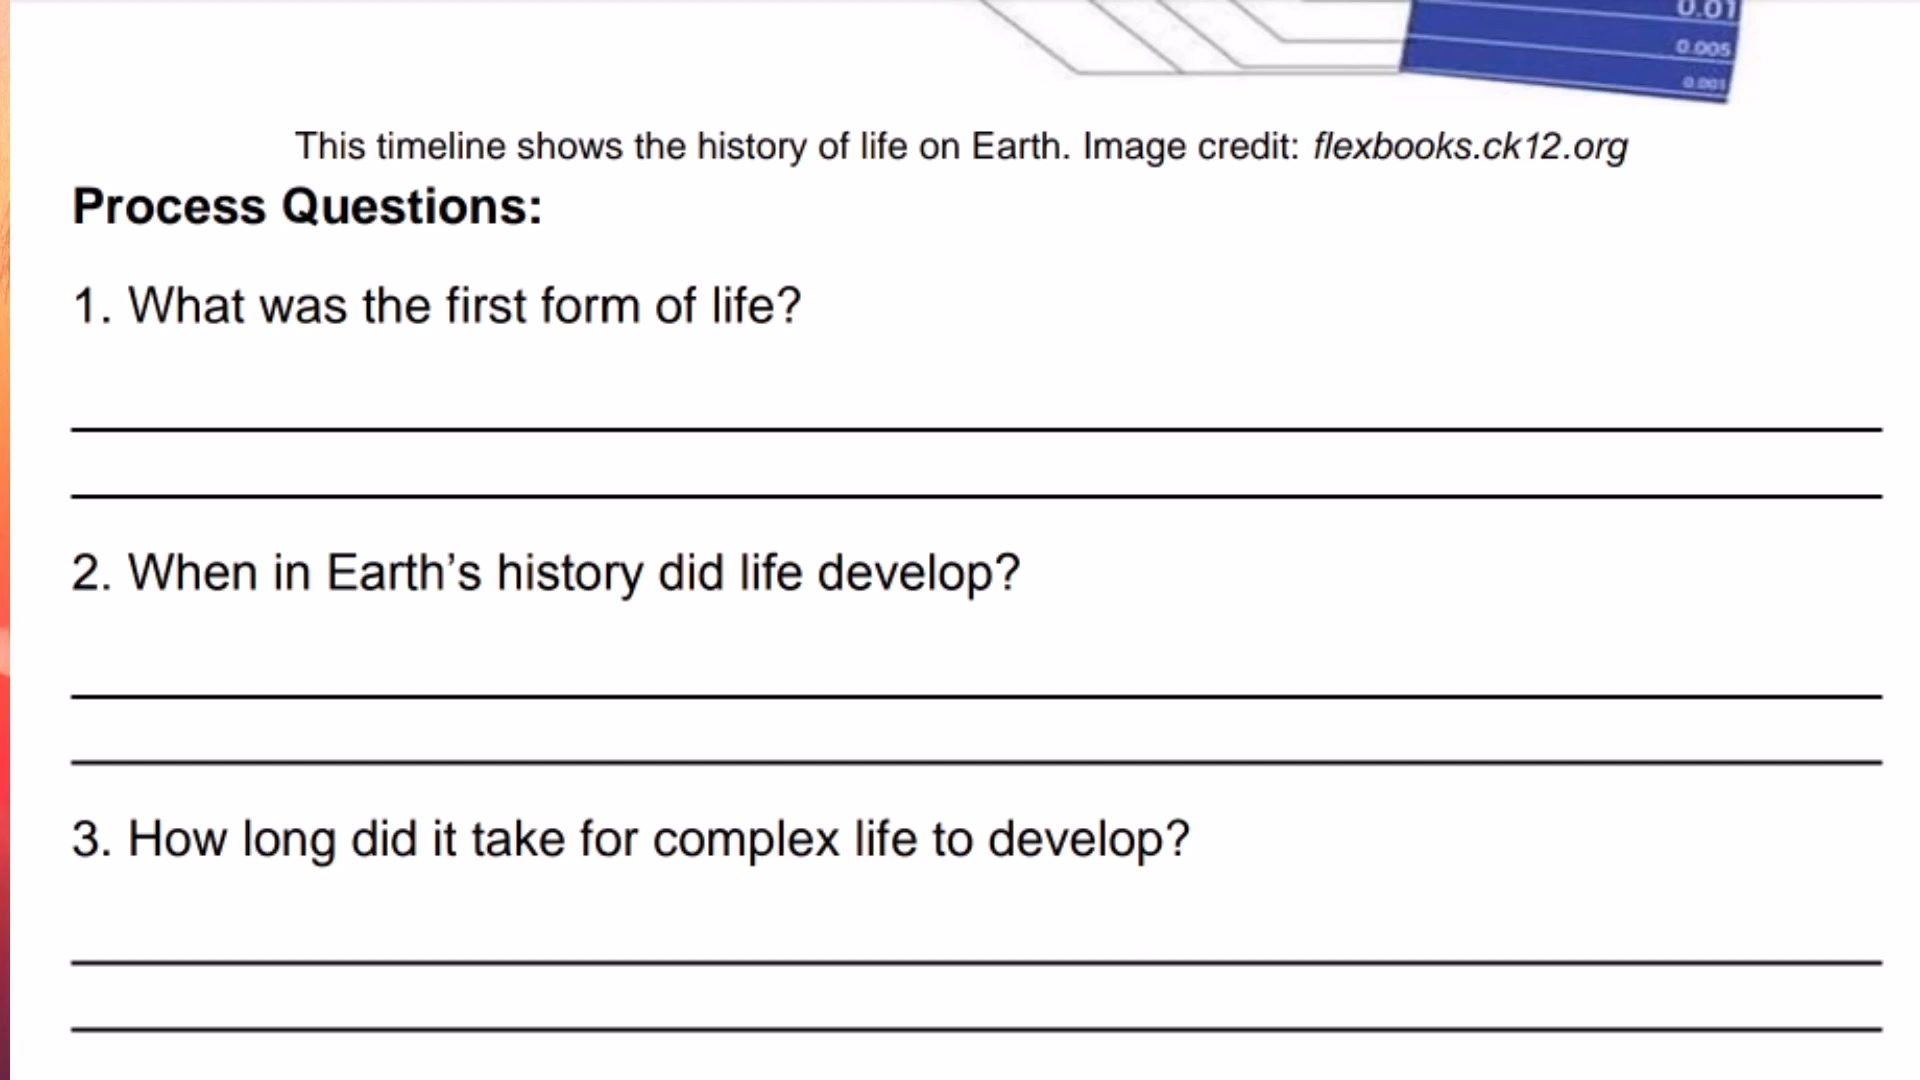 0.01
0.005
0.001
This timeline shows the history of life on Earth. Image credit: flexbooks.ck12.org
Process Questions:
1. What was the first form of life?
2. When in Earth’s history did life develop?
3. How long did it take for complex life to develop?